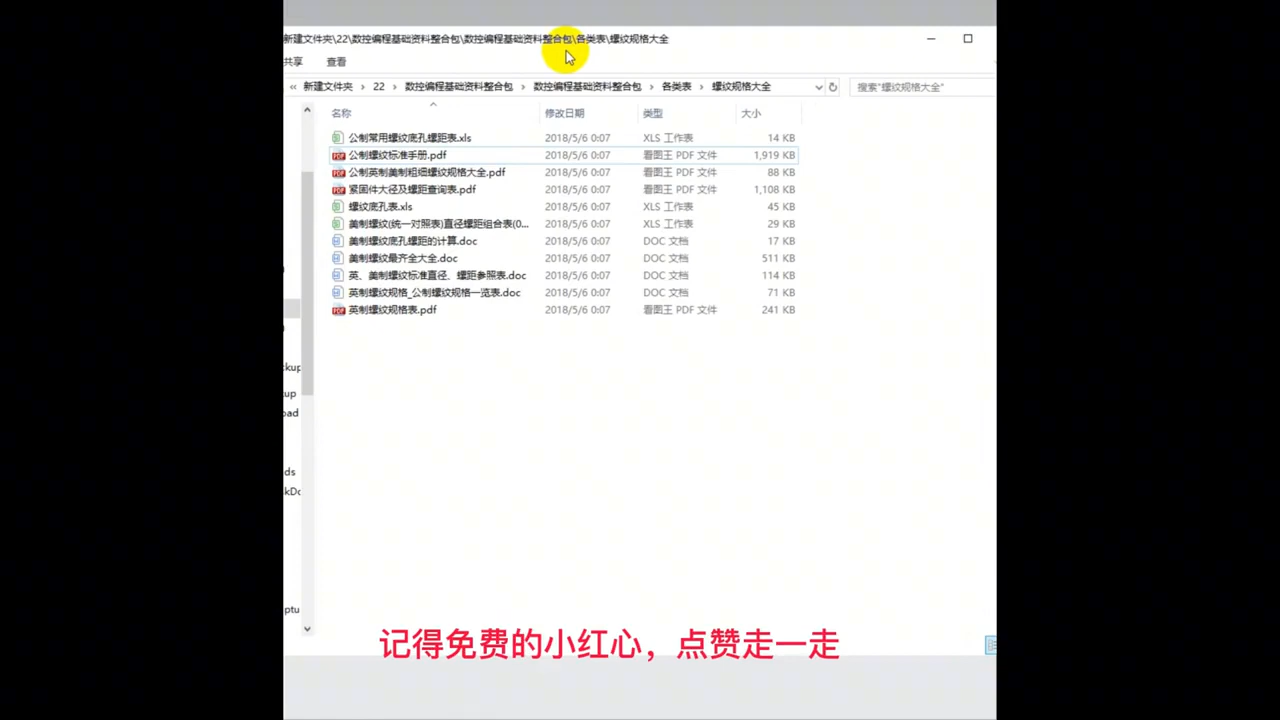 新建文件夹\22\数控编程基础资料整合包\数控编程基础资料整合包\各类表\螺纹规格大全
共享 查看
« 新建文件夹 › 22 › 数控编程基础资料整合包 › 数控编程基础资料整合包 › 各类表 › 螺纹规格大全 搜索"螺纹规格大全"
名称 修改日期 类型 大小
公制常用螺纹底孔螺距表.xls 2018/5/6 0:07 XLS 工作表 14 KB
公制螺纹标准手册.pdf 2018/5/6 0:07 看图王 PDF 文件 1,919 KB
公制英制美制粗细螺纹规格大全.pdf 2018/5/6 0:07 看图王 PDF 文件 88 KB
紧固件大径及螺距查询表.pdf 2018/5/6 0:07 看图王 PDF 文件 1,108 KB
螺纹底孔表.xls 2018/5/6 0:07 XLS 工作表 45 KB
美制螺纹(统一对照表)直径螺距组合表(0... 2018/5/6 0:07 XLS 工作表 29 KB
美制螺纹底孔螺距的计算.doc 2018/5/6 0:07 DOC 文档 17 KB
美制螺纹最齐全大全.doc 2018/5/6 0:07 DOC 文档 511 KB
英、美制螺纹标准直径、螺距参照表.doc 2018/5/6 0:07 DOC 文档 114 KB
英制螺纹规格_公制螺纹规格一览表.doc 2018/5/6 0:07 DOC 文档 71 KB
英制螺纹规格表.pdf 2018/5/6 0:07 看图王 PDF 文件 241 KB
ckup
up
oad
ds
kDo
ptu
记得免费的小红心，点赞走一走